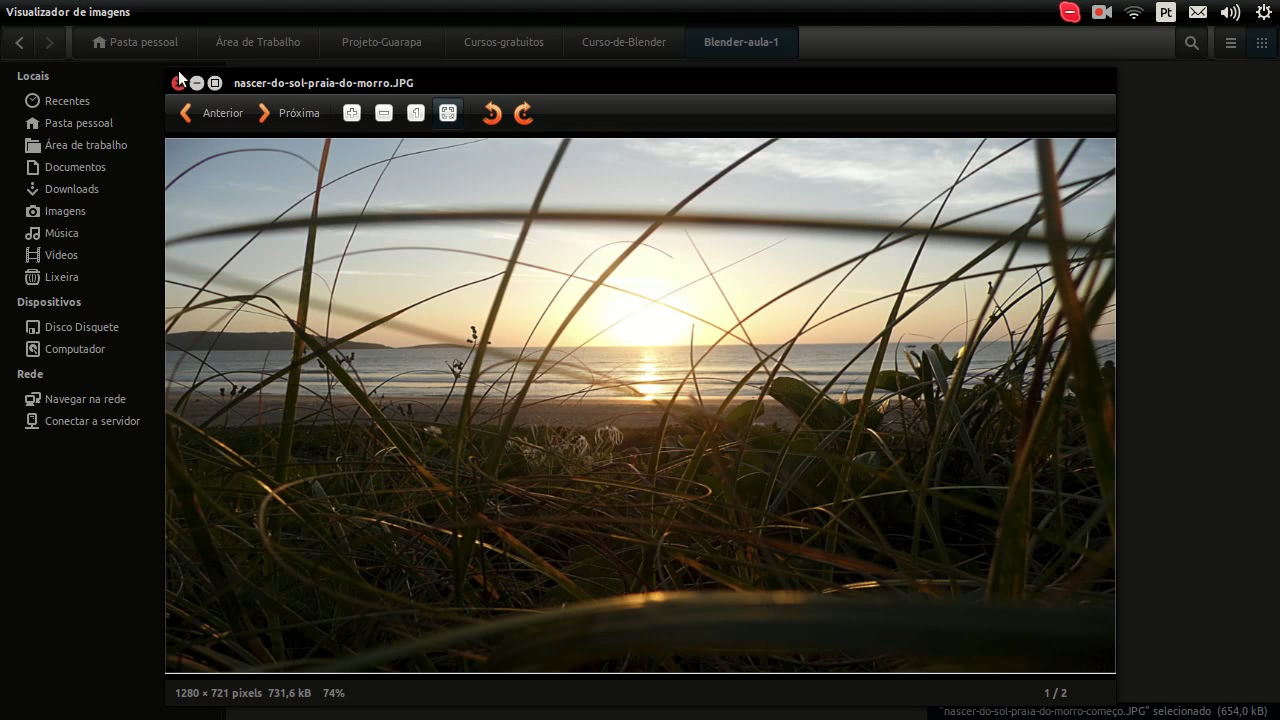 Visualizador de imagens
Pt
Pasta pessoal
Área de Trabalho
Projeto-Guarapa
Cursos-gratuitos
Curso-de-Blender
Blender-aula-1
Locais
Recentes
Pasta pessoal
Área de trabalho
Documentos
Downloads
Imagens
Música
Vídeos
Lixeira
Dispositivos
Disco Disquete
Computador
Rede
Navegar na rede
Conectar a servidor
nascer-do-sol-praia-do-morro.JPG
Anterior
Próxima
1
1280 × 721 pixels 731,6 kB 74%
1 / 2
"nascer-do-sol-praia-do-morro-começo.JPG" selecionado (654,0 kB)